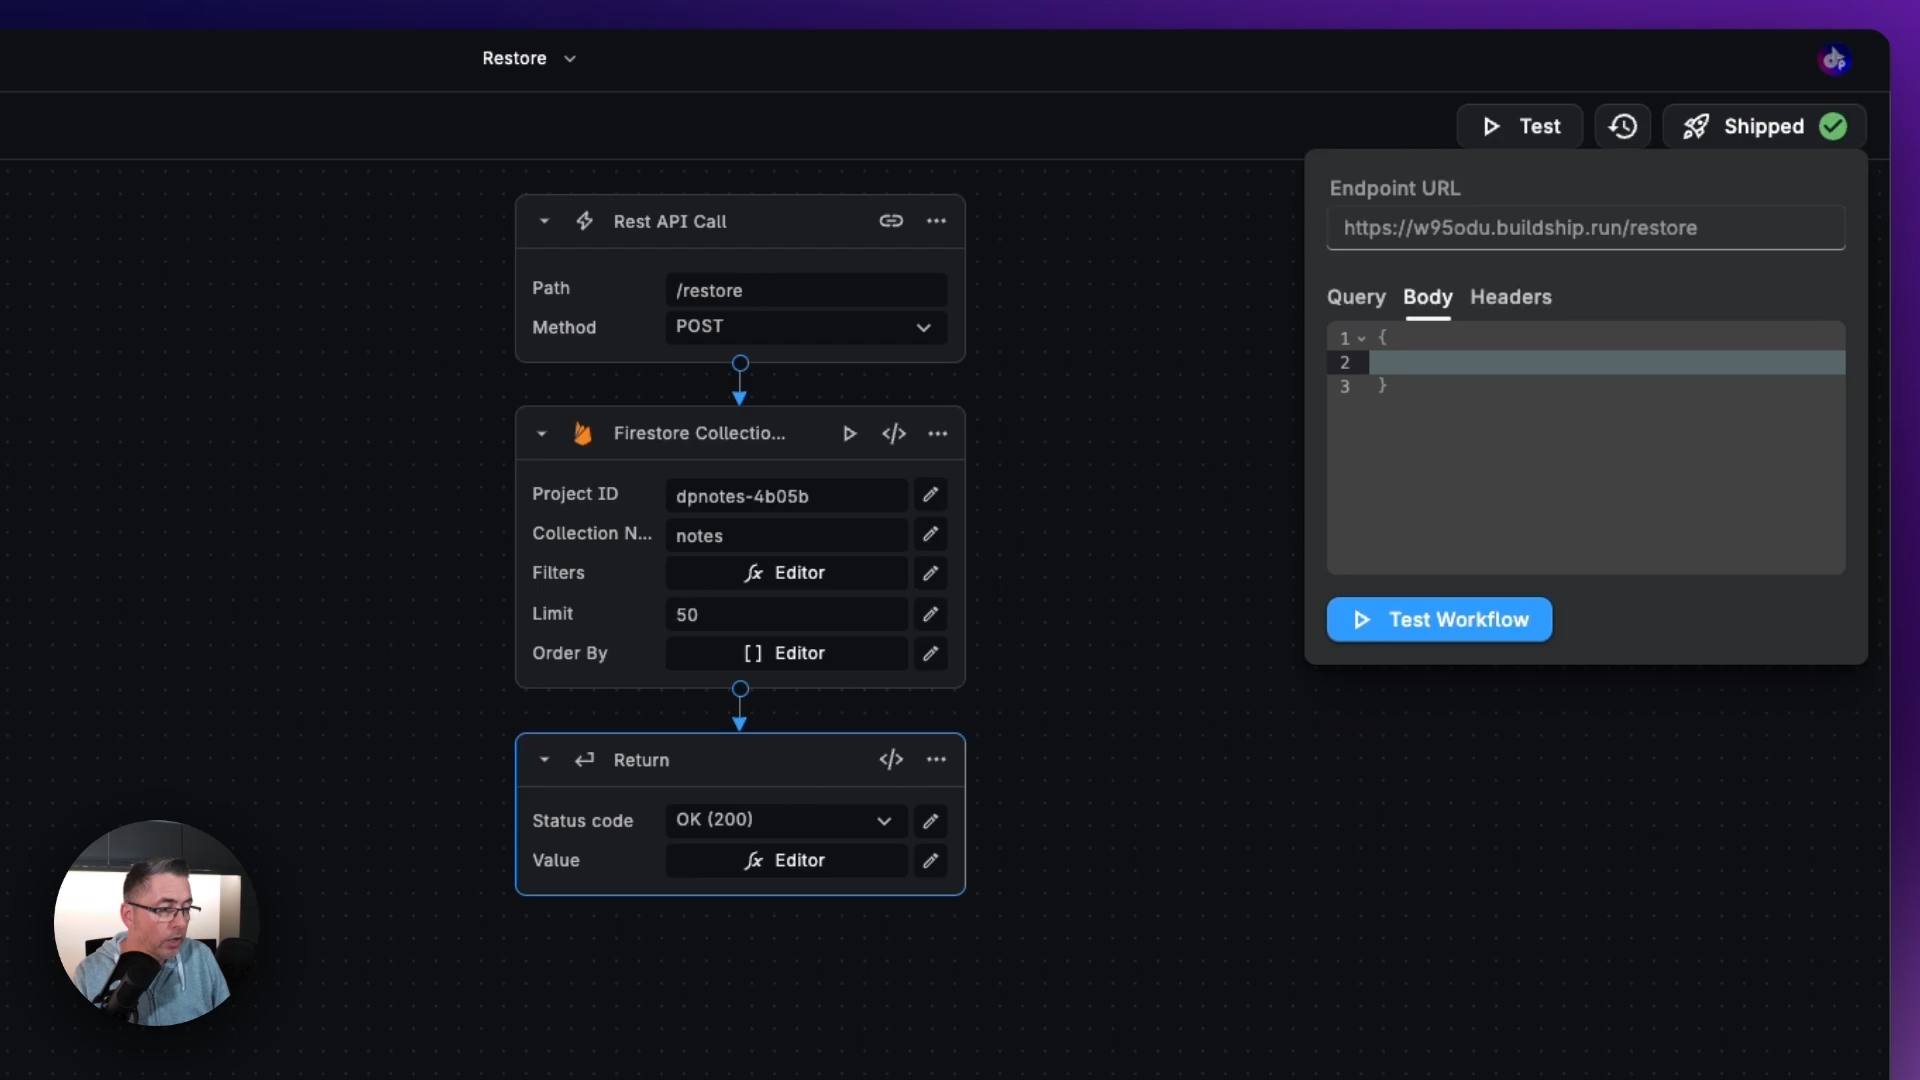 Restore
Test
Shipped
Endpoint URL
https://w95odu.buildship.run/restore
Query Body Headers
1 {
2
3 }
Test Workflow
Rest API Call
Path /restore
Method POST
Firestore Collectio...
Project ID dpnotes-4b05b
Collection N... notes
Filters fx Editor
Limit 50
Order By [ ] Editor
Return
Status code OK (200)
Value fx Editor